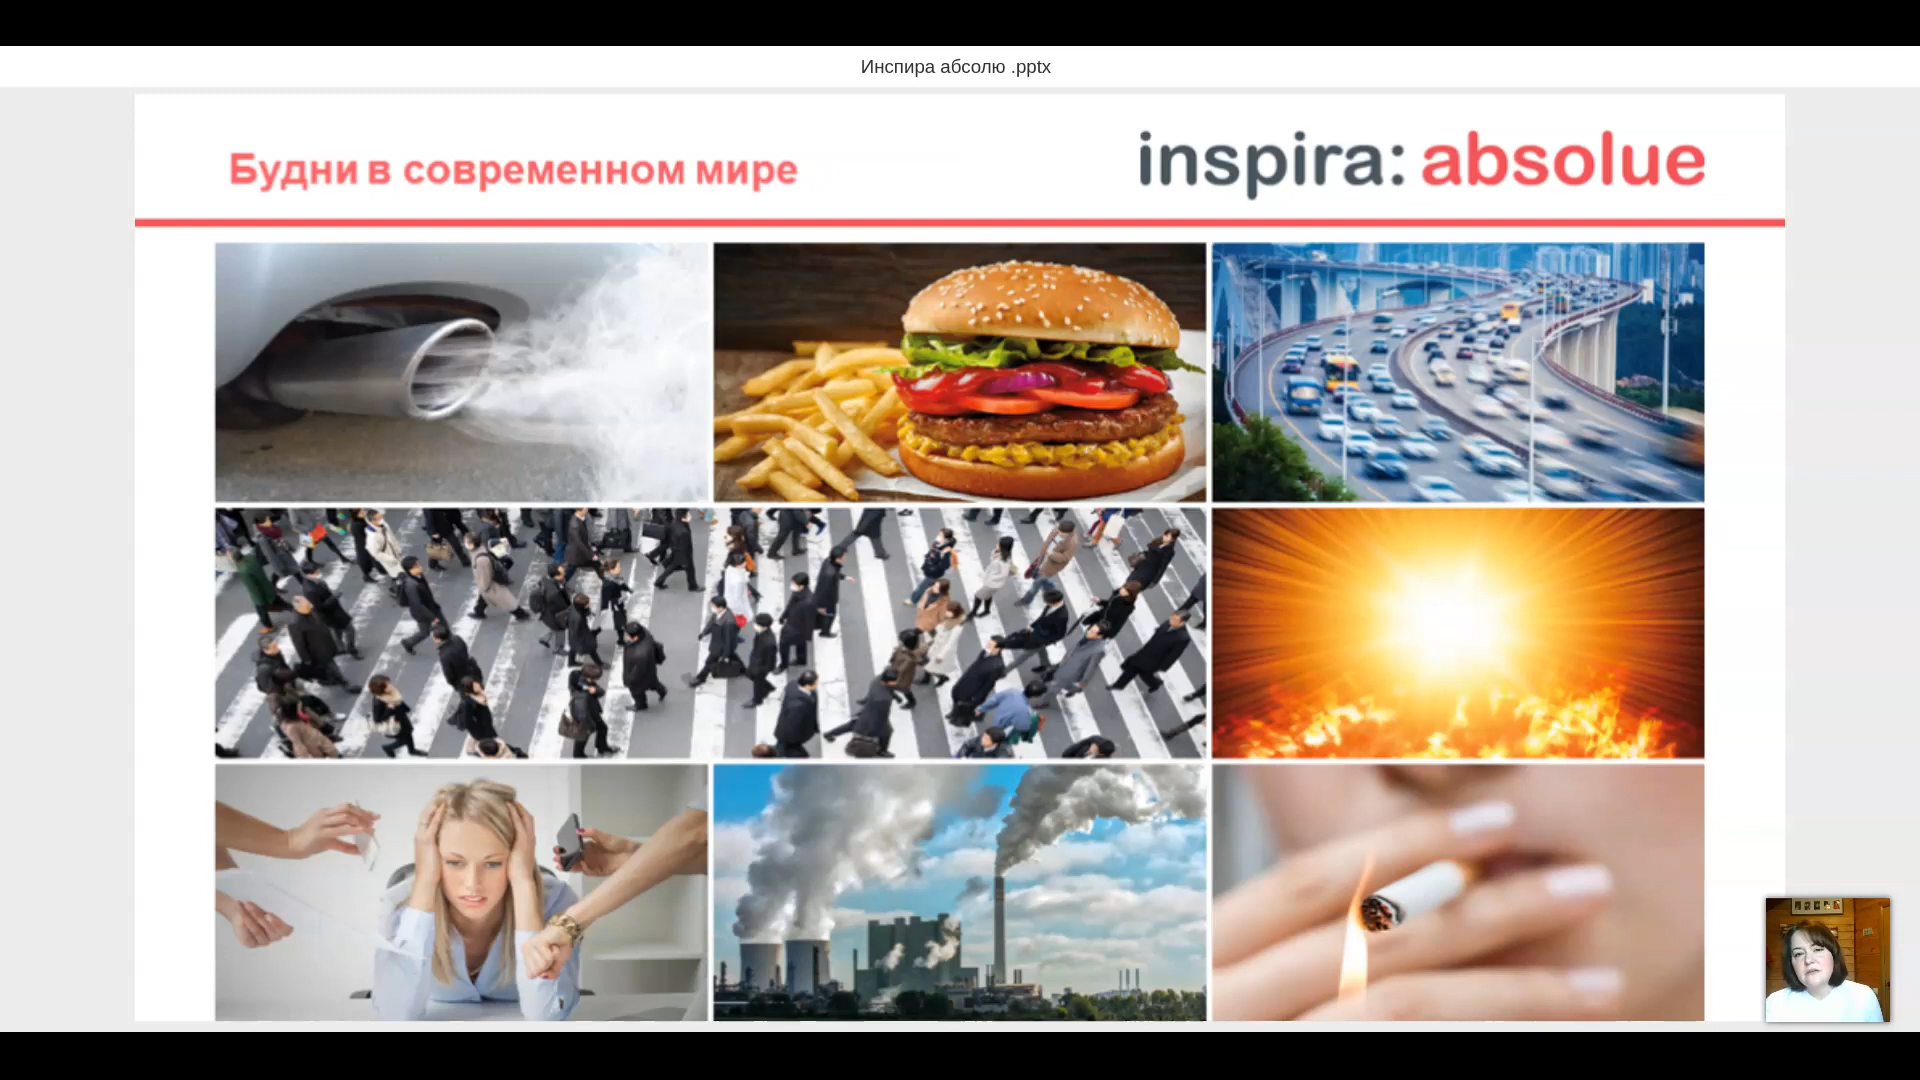 Инспира абсолю .pptx
Будни в современном мире
inspira: absolue